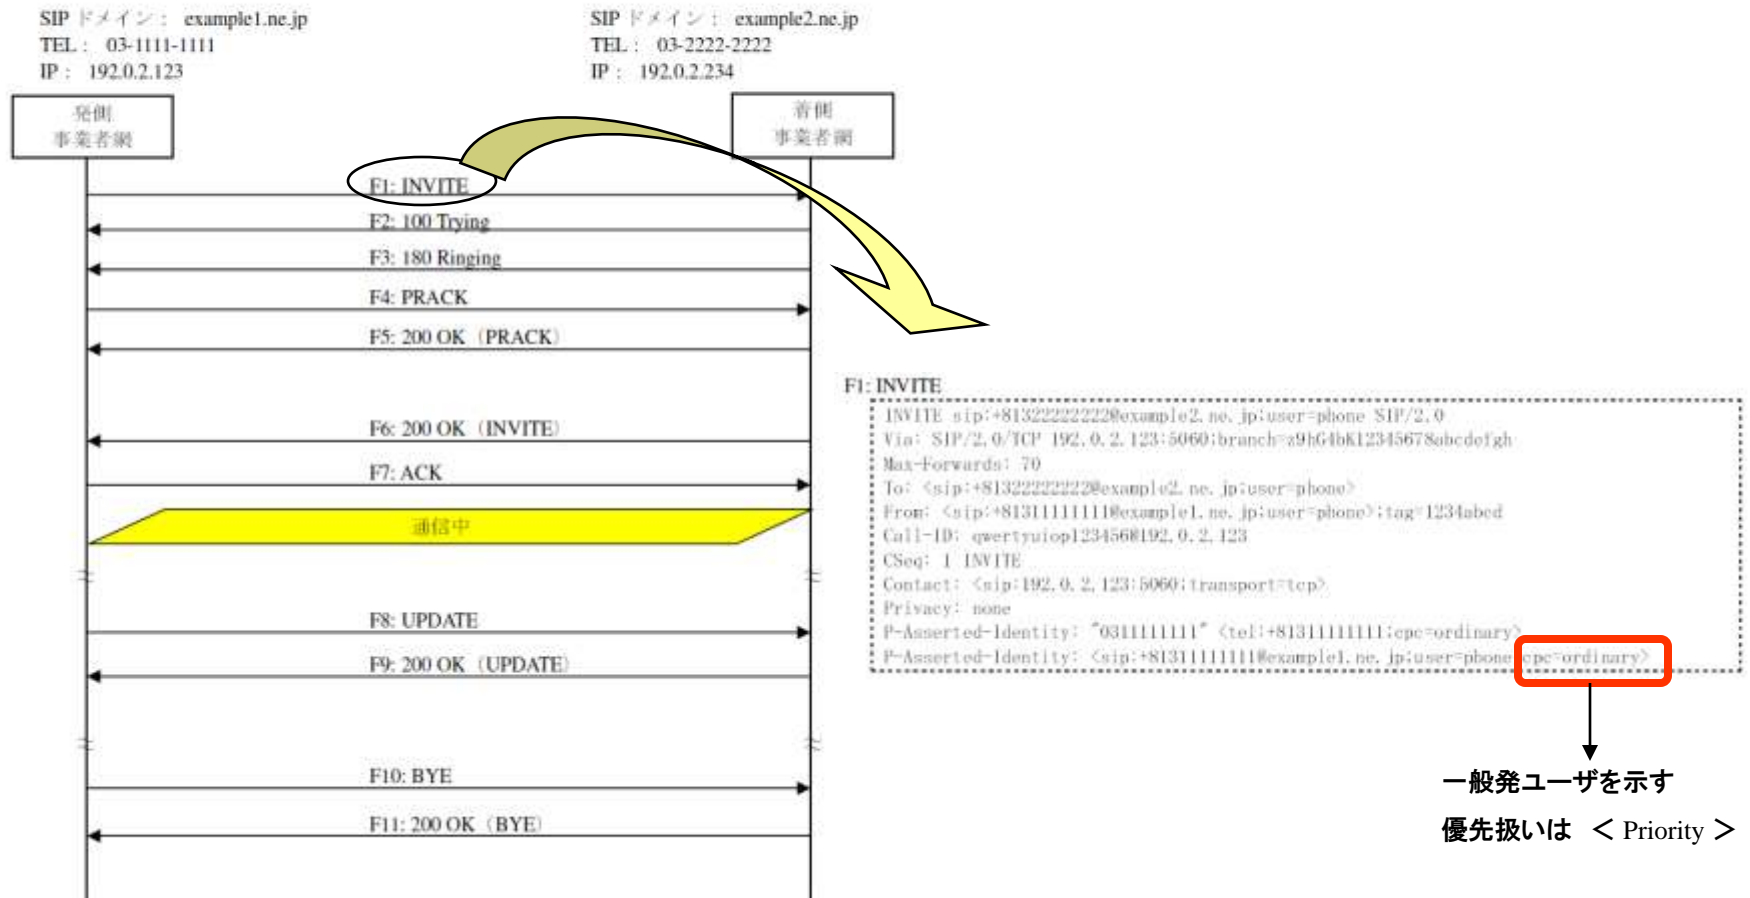 SIP ドメイン： example1.ne.jp
TEL： 03-1111-1111
IP： 192.0.2.123
SIP ドメイン： example2.ne.jp
TEL： 03-2222-2222
IP： 192.0.2.234
発側
事業者網
着側
事業者網
F1: INVITE
F2: 100 Trying
F3: 180 Ringing
F4: PRACK
F5: 200 OK（PRACK）
F6: 200 OK（INVITE）
F7: ACK
通信中
F8: UPDATE
F9: 200 OK（UPDATE）
F10: BYE
F11: 200 OK（BYE）
F1: INVITE
INVITE sip:+81322222222@example2.ne.jp;user=phone SIP/2.0
Via: SIP/2.0/TCP 192.0.2.123:5060;branch=z9hG4bK12345678abcdefgh
Max-Forwards: 70
To: <sip:+81322222222@example2.ne.jp;user=phone>
From: <sip:+81311111111@example1.ne.jp;user=phone>;tag=1234abcd
Call-ID: qwertyuiop123456@192.0.2.123
CSeq: 1 INVITE
Contact: <sip:192.0.2.123:5060;transport=tcp>
Privacy: none
P-Asserted-Identity: "0311111111" <tel:+81311111111;cpc=ordinary>
P-Asserted-Identity: <sip:+81311111111@example1.ne.jp;user=phone;cpc=ordinary>
一般発ユーザを示す
優先扱いは ＜ Priority ＞